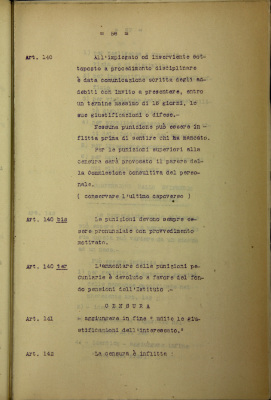 Art. 140 All'impiegato od inserviente sot-
toposto a procedimento disciplinare
è data comunicazione scritta degli ad-
debiti con invito a presentare, entro
un termine massimo di 10 giorni, le
sue giustificazioni o difese.-
Nessuna punizione può essere in -
flitta prima di sentire chi ha mancato.
Per le punizioni superiori alla
censura sarà provocato il parere del-
la Commissione consultiva del perso-
nale.
( conservare l'ultimo capoverso )
Art. 140 bis Le punizioni devono sempre es-
sere pronunziate con provvedimento
motivato.
Art. 140 ter L'ammontare delle punizioni pe-
cuniarie è devoluto a favore del fon-
do pensioni dell'Istituto .-
CENSURA
Art. 141 - aggiungere in fine " udite le giu-
stificazioni dell'interessato."
Art. 142 -La censura è inflitta